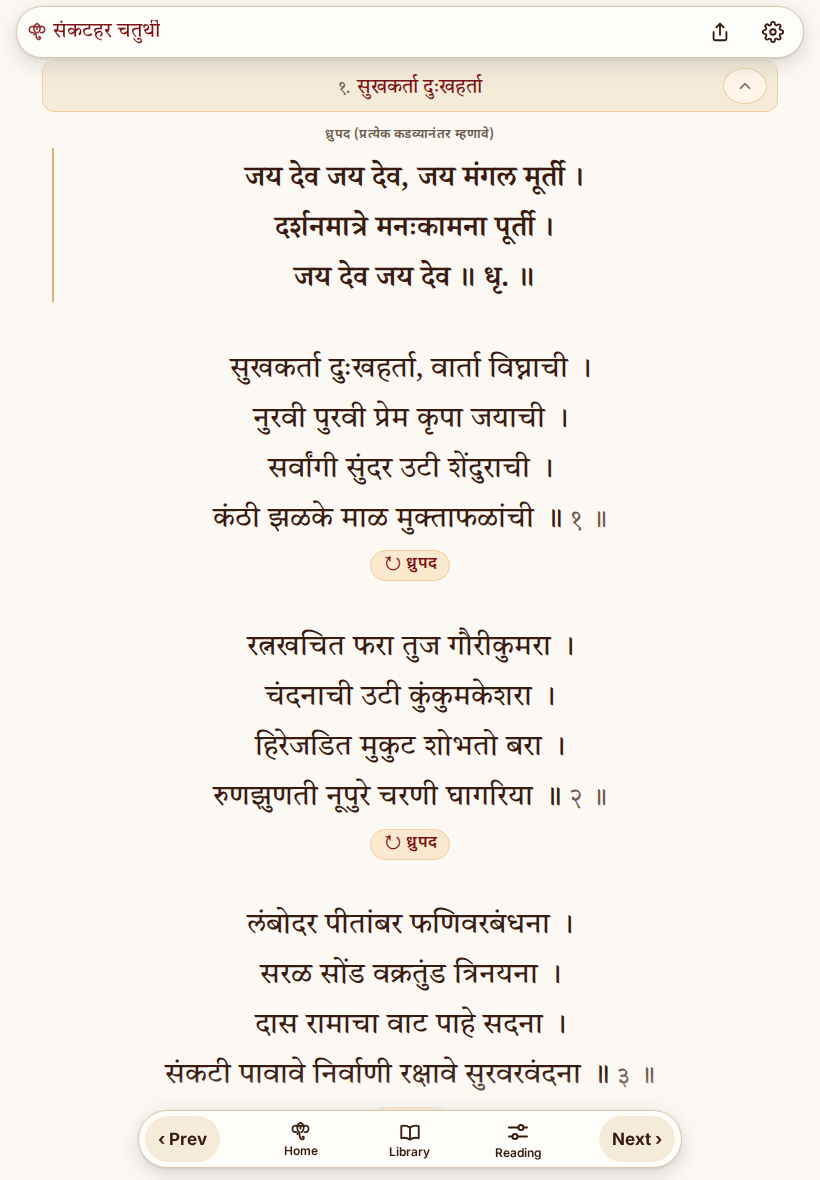 संकटहर चतुर्थी
१. सुखकर्ता दुःखहर्ता
ध्रुपद (प्रत्येक कडव्यानंतर म्हणावे)
जय देव जय देव, जय मंगल मूर्ती ।
दर्शनमात्रे मनःकामना पूर्ती ।
जय देव जय देव ॥ धृ. ॥
सुखकर्ता दुःखहर्ता, वार्ता विघ्नाची ।
नुरवी पुरवी प्रेम कृपा जयाची ।
सर्वांगी सुंदर उटी शेंदुराची ।
कंठी झळके माळ मुक्ताफळांची ॥ १ ॥
ध्रुपद
रत्नखचित फरा तुज गौरीकुमरा ।
चंदनाची उटी कुंकुमकेशरा ।
हिरेजडित मुकुट शोभतो बरा ।
रुणझुणती नूपुरे चरणी घागरिया ॥ २ ॥
ध्रुपद
लंबोदर पीतांबर फणिवरबंधना ।
सरळ सोंड वक्रतुंड त्रिनयना ।
दास रामाचा वाट पाहे सदना ।
संकटी पावावे निर्वाणी रक्षावे सुरवरवंदना ॥ ३ ॥
‹ Prev
Home
Library
Reading
Next ›